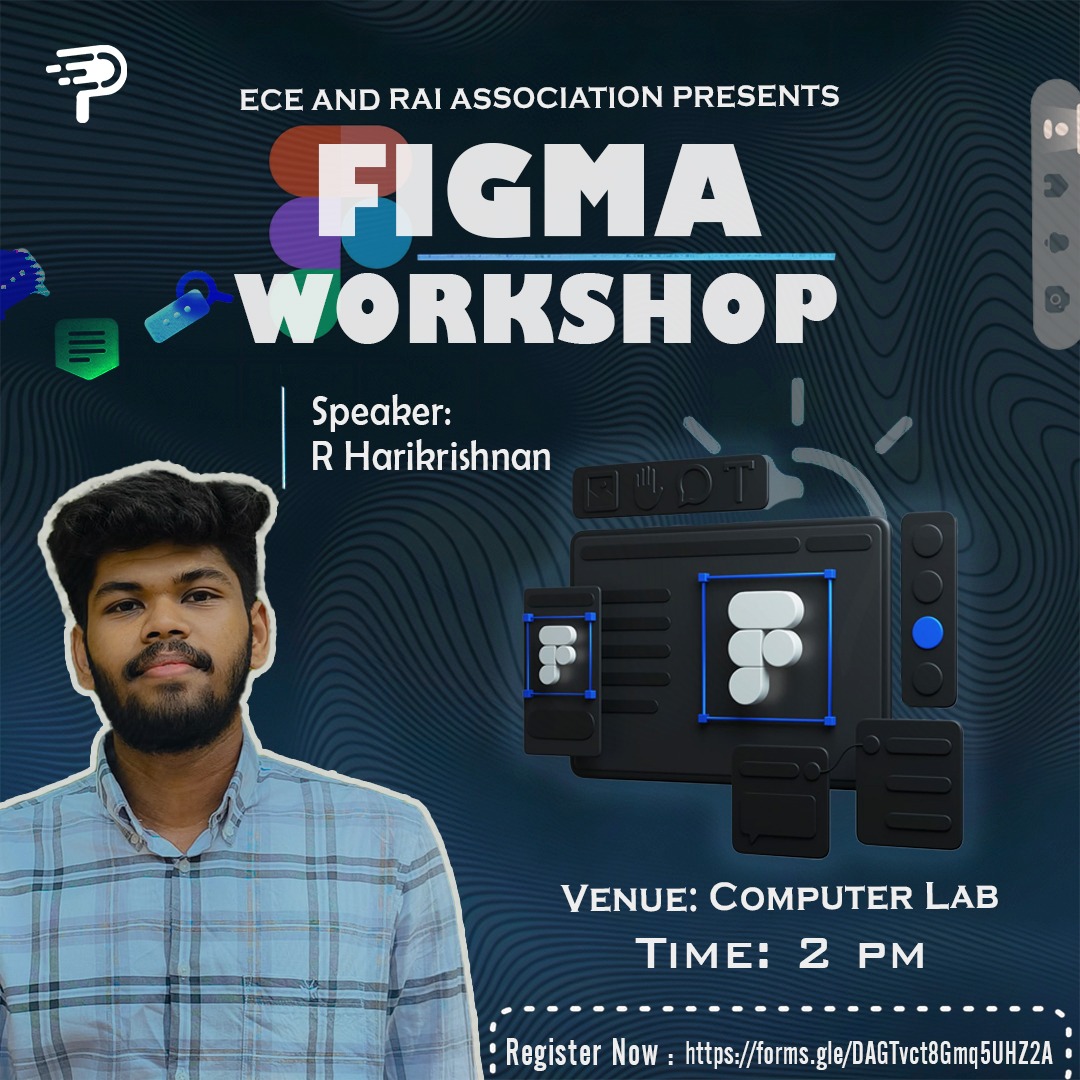 ECE AND RAI ASSOCIATION PRESENTS
FIGMA
WORKSHOP
Speaker:
R Harikrishnan
T
VENUE: COMPUTER LAB
TIME: 2 PM
Register Now : https://forms.gle/DAGTvct8Gmq5UHZ2A